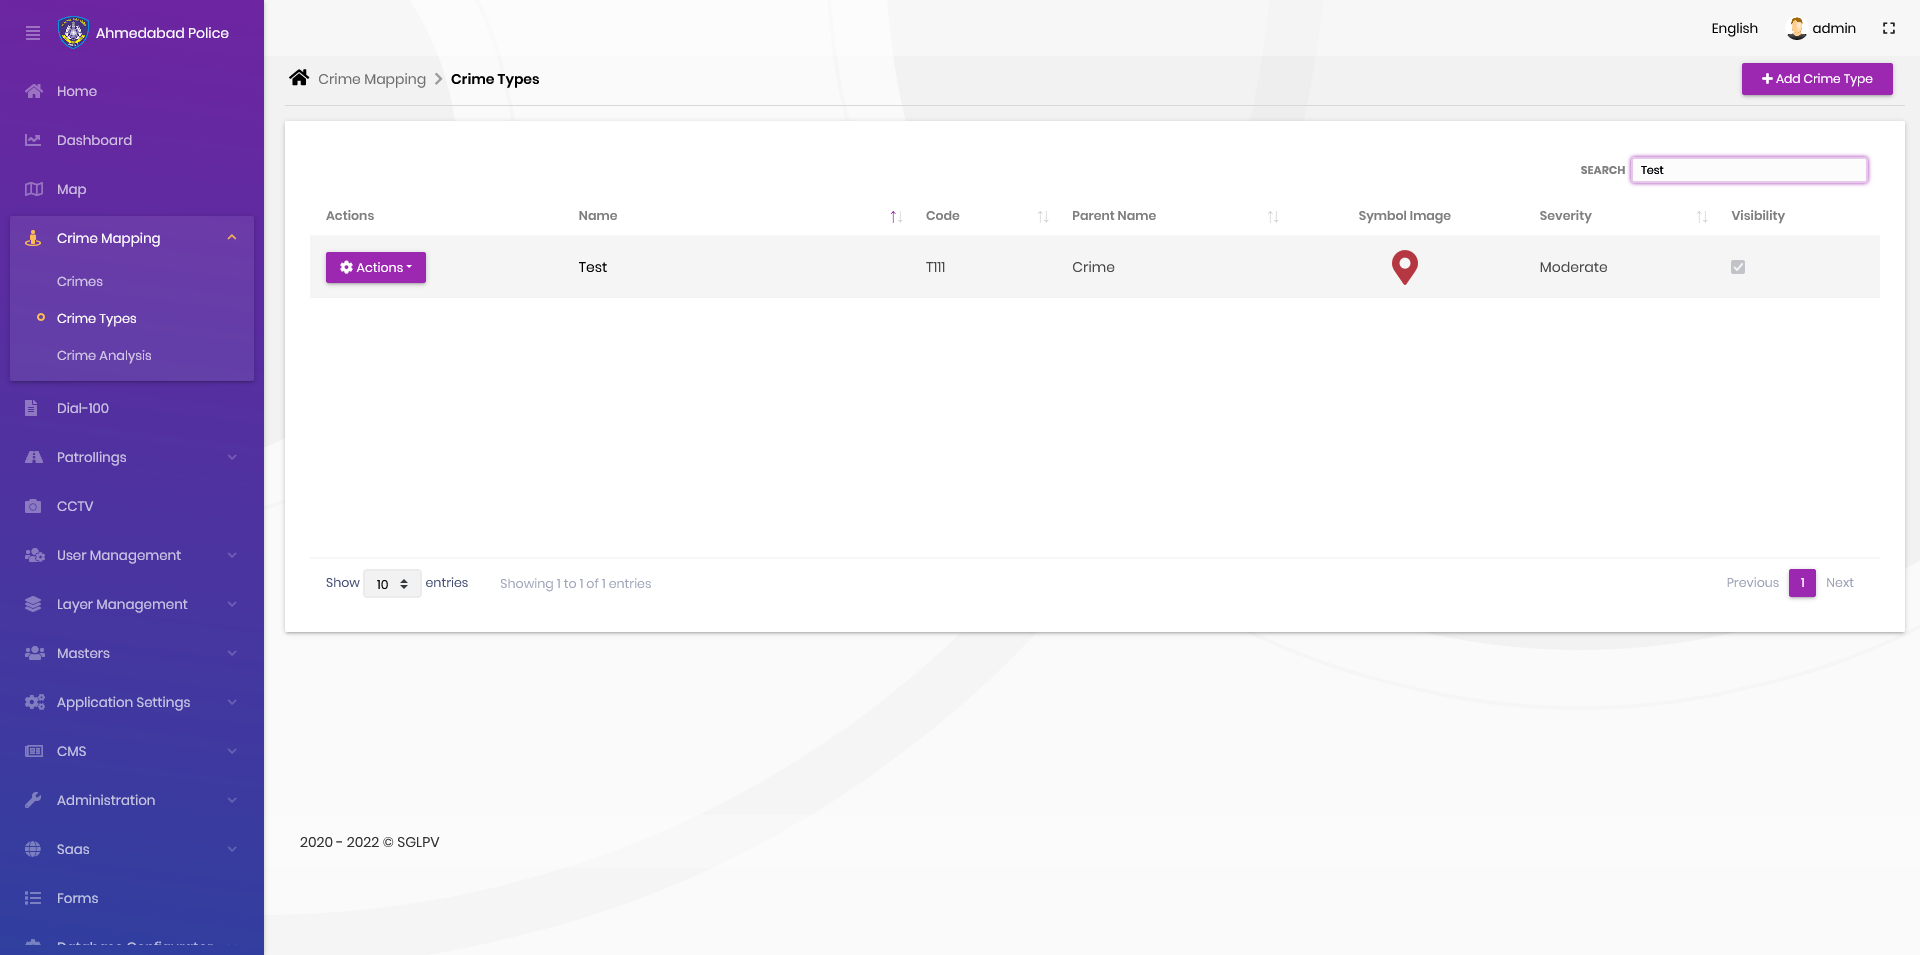 Ahmedabad Police
English
admin
Home
Dashboard
Map
Crime Mapping
Crimes
Crime Types
Crime Analysis
Dial-100
Patrollings
CCTV
User Management
Layer Management
Masters
Application Settings
CMS
Administration
Saas
Forms
Database Configurator
Crime Mapping > Crime Types
+ Add Crime Type
SEARCH Test
Actions Name Code Parent Name Symbol Image Severity Visibility
Actions Test T111 Crime Moderate
Show 10 entries Showing 1 to 1 of 1 entries Previous 1 Next
2020 - 2022 © SGLPV